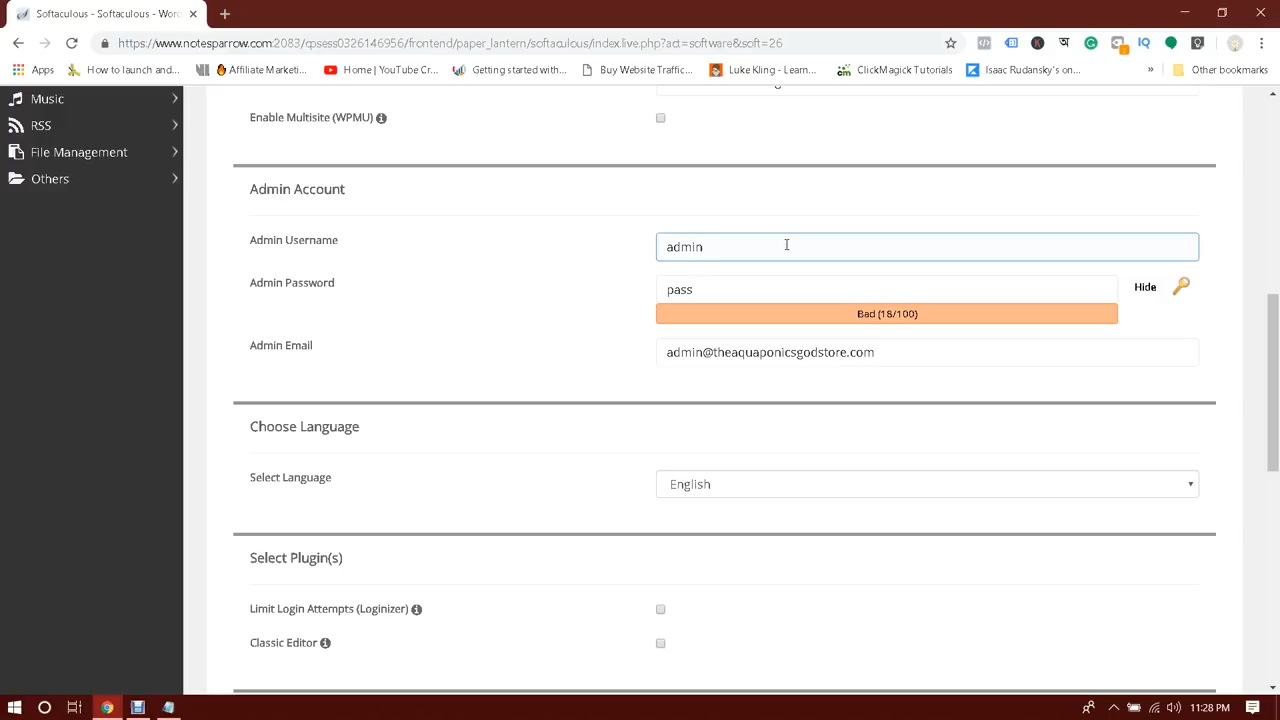 Softaculous - Softaculous - Word
https://www.notesparrow.com:2083/cpsess0326146956/frontend/paper_lantern/softaculous/index.live.php?act=software&soft=26
Apps
How to launch and...
Affiliate Marketi...
Home | YouTube Cr...
Getting started with...
Buy Website Traffic...
Luke Kling - Learn...
ClickMagick Tutorials
Isaac Rudansky's on...
»
Other bookmarks
Music
RSS
File Management
Others
Enable Multisite (WPMU)
Admin Account
Admin Username
admin
Admin Password
pass
Hide
Bad (18/100)
Admin Email
admin@theaquaponicsgodstore.com
Choose Language
Select Language
English
Select Plugin(s)
Limit Login Attempts (Loginizer)
Classic Editor
11:28 PM